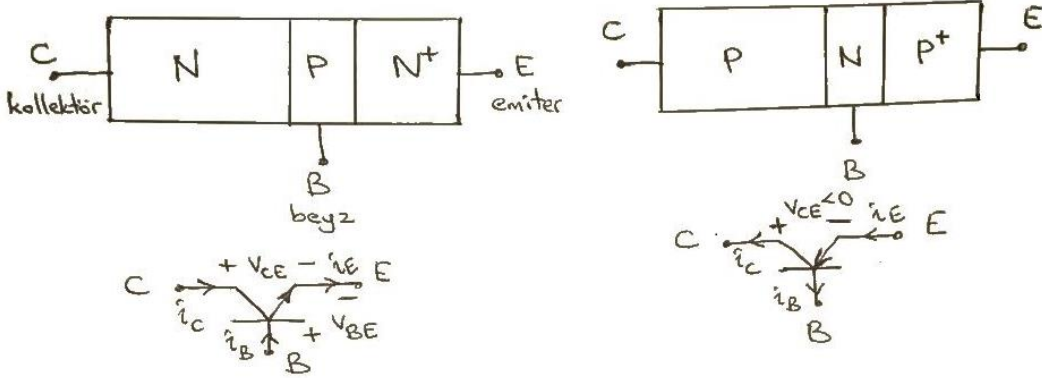 C N P N+ E
kollektör emiter
B
beyz
C + VCE - iE E
iC iB + VBE -
B
C P N P+ E
B
VCE<0
C + - iE E
iC iB
B